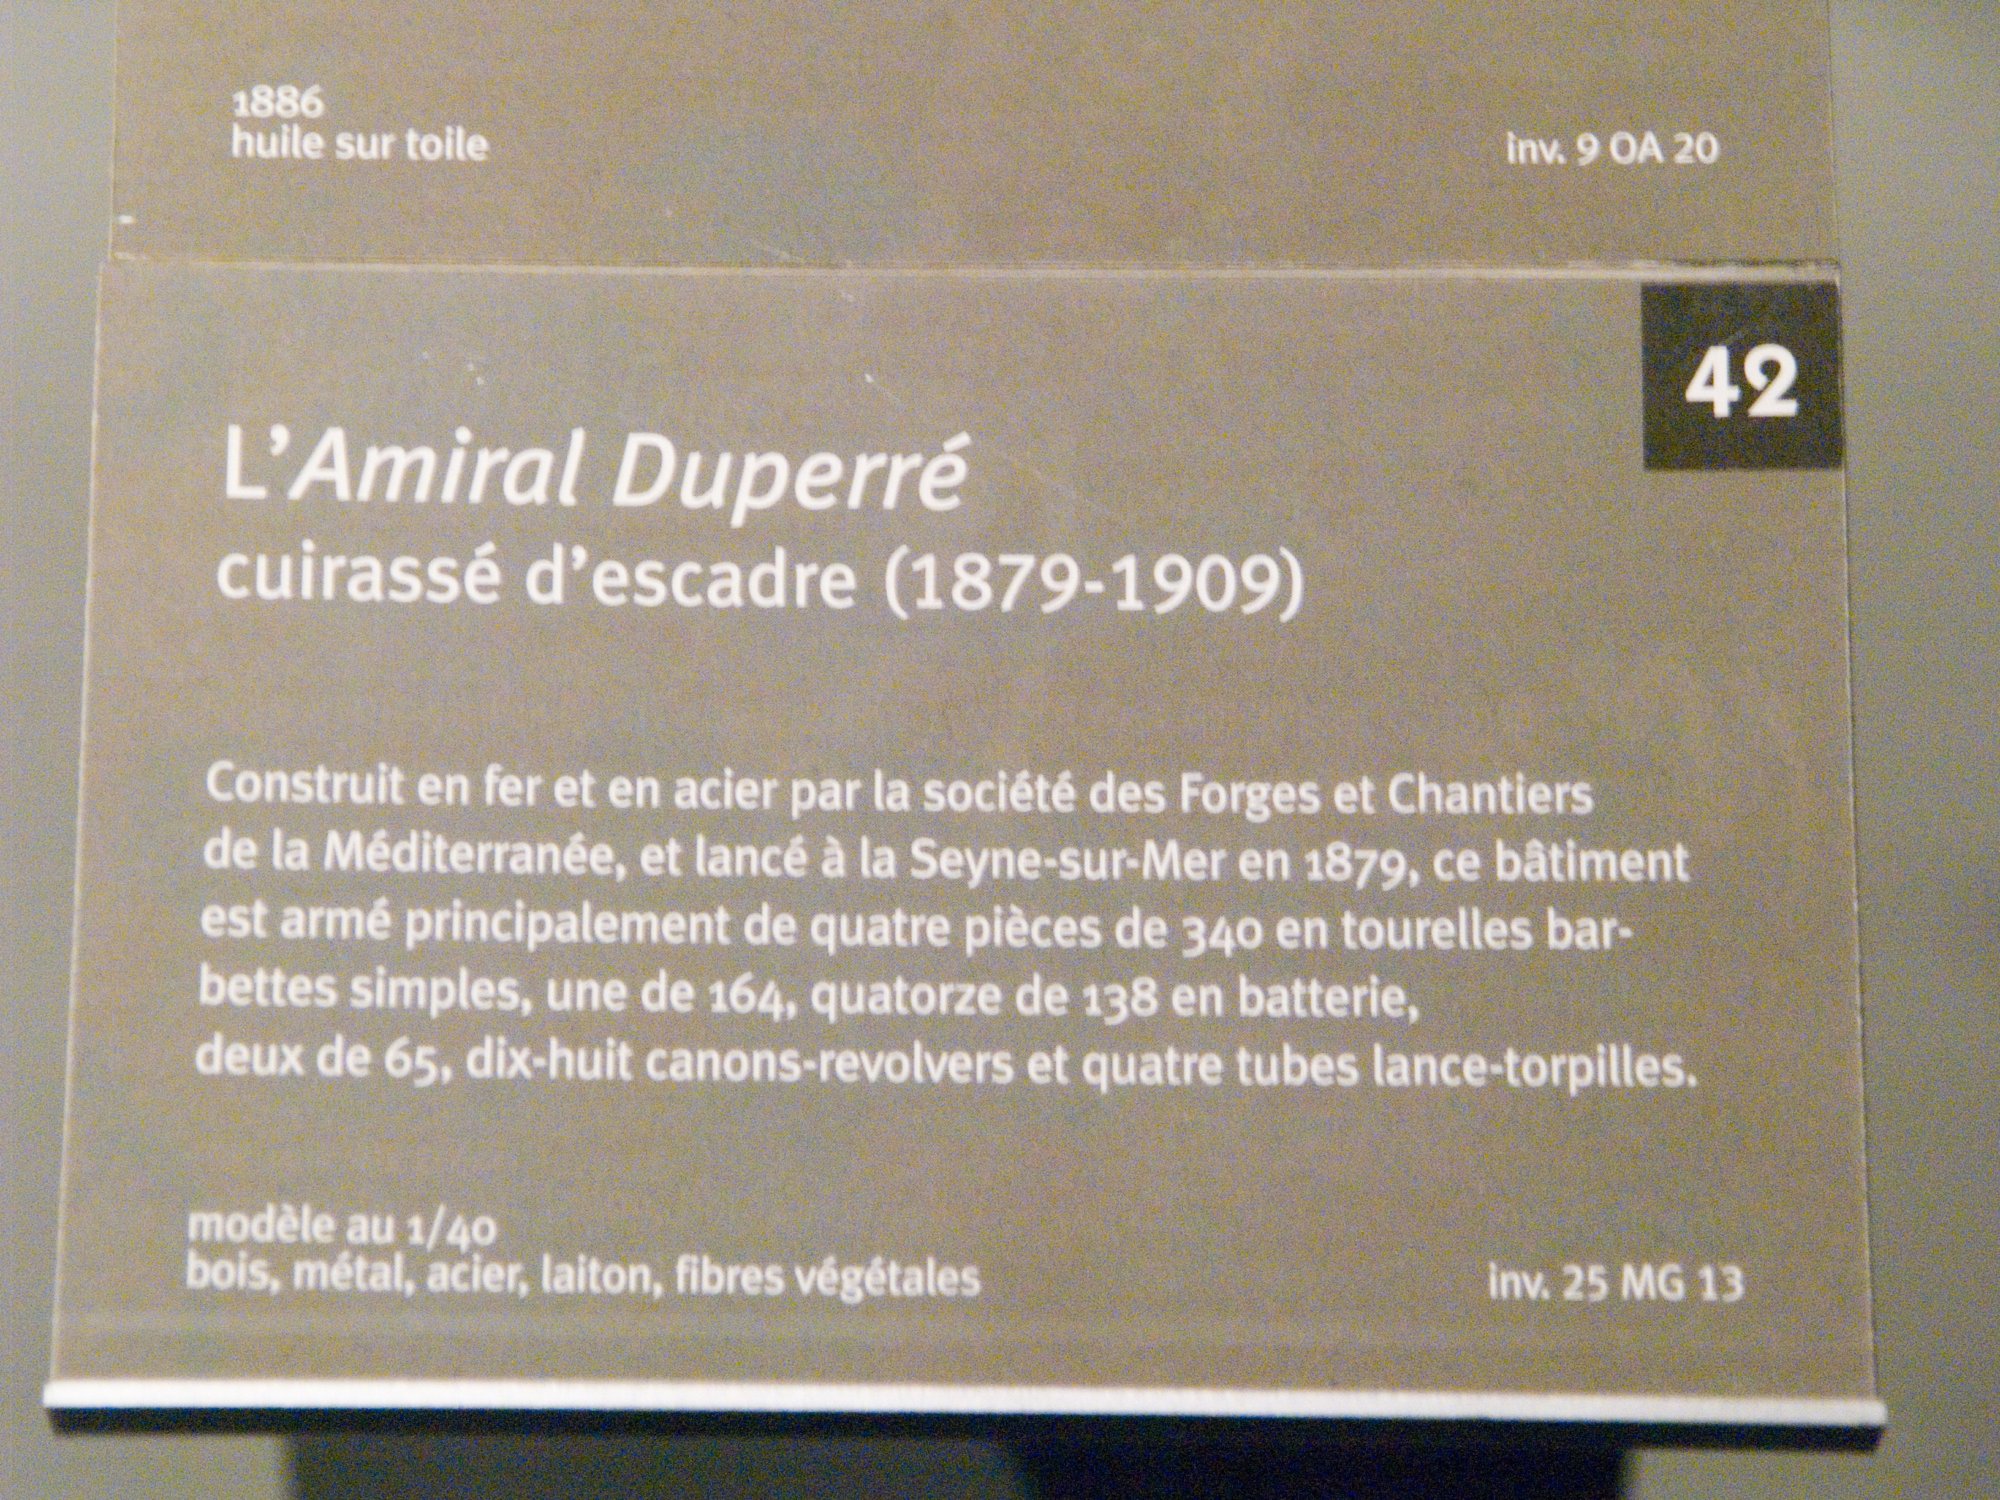 1886
huile sur toile
inv. 9 OA 20
42
L'Amiral Duperré
cuirassé d'escadre (1879-1909)
Construit en fer et en acier par la société des Forges et Chantiers
de la Méditerranée, et lancé à la Seyne-sur-Mer en 1879, ce bâtiment
est armé principalement de quatre pièces de 340 en tourelles bar-
bettes simples, une de 164, quatorze de 138 en batterie,
deux de 65, dix-huit canons-revolvers et quatre tubes lance-torpilles.
modèle au 1/40
bois, métal, acier, laiton, fibres végétales
inv. 25 MG 13